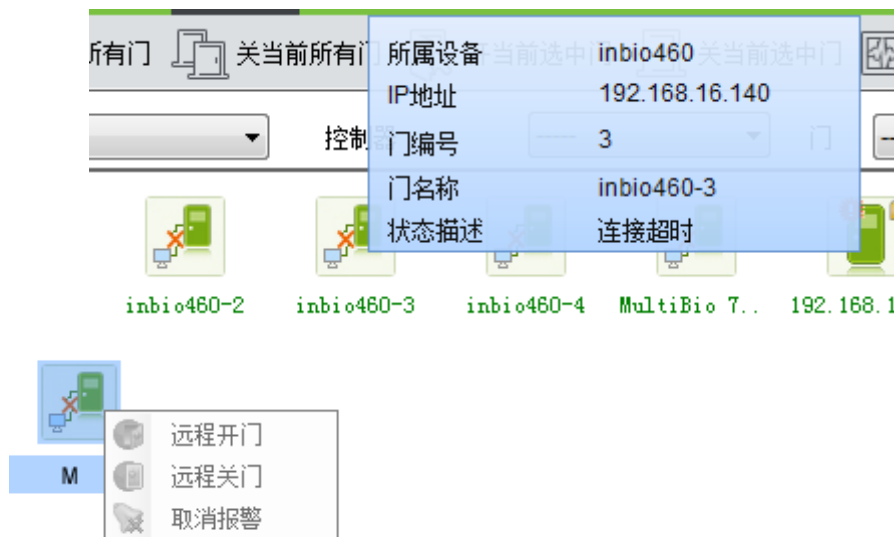 所有门 关当前所有门 开当前选中门 关当前选中门
控制器 ----- 门 --
所属设备 inbio460
IP地址 192.168.16.140
门编号 3
门名称 inbio460-3
状态描述 连接超时
inbio460-2 inbio460-3 inbio460-4 MultiBio 7.. 192.168.1
M
远程开门
远程关门
取消报警